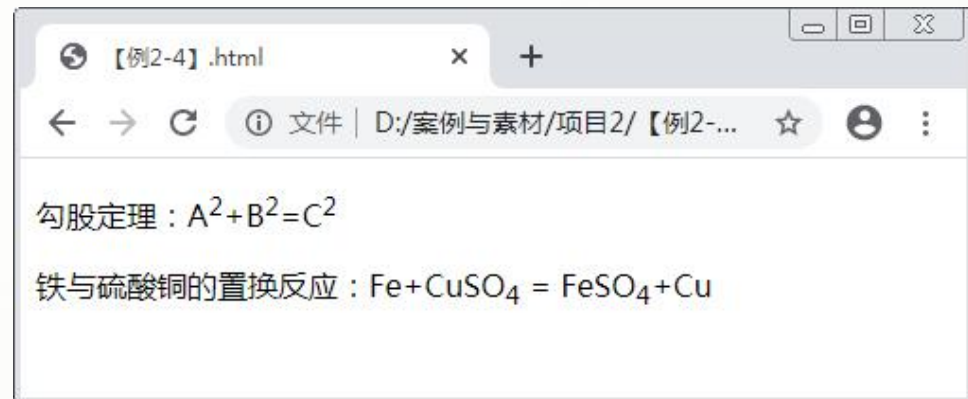 【例2-4】.html
文件 D:/案例与素材/项目2/【例2-...
勾股定理：A²+B²=C²
铁与硫酸铜的置换反应：Fe+CuSO₄ = FeSO₄+Cu